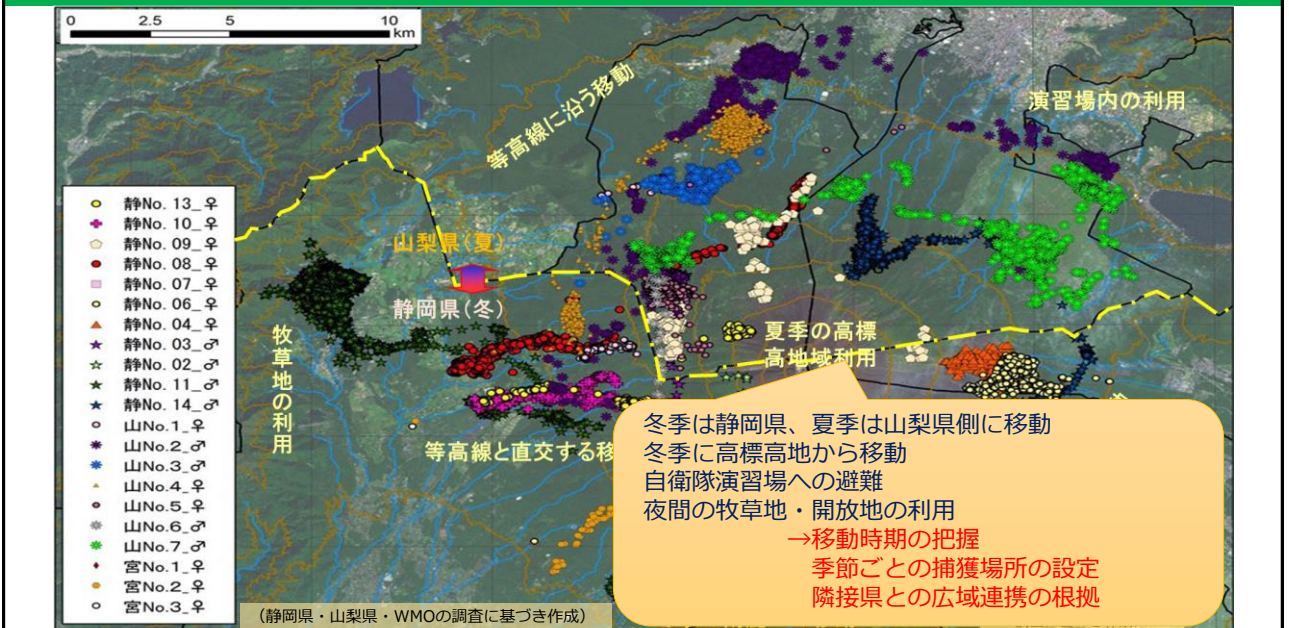 0 2.5 5 10
km
等高線に沿う移動
演習場内の利用
静No. 13_♀
静No. 10_♀
静No. 09_♀
静No. 08_♀
静No. 07_♀
静No. 06_♀
静No. 04_♀
静No. 03_♂
静No. 02_♂
静No. 11_♂
静No. 14_♂
山No.1_♀
山No.2_♂
山No.3_♂
山No.4_♀
山No.5_♀
山No.6_♂
山No.7_♂
宮No.1_♀
宮No.2_♀
宮No.3_♀
山梨県(夏)
静岡県(冬)
牧草地の利用
夏季の高標
高地域利用
等高線と直交する移
冬季は静岡県、夏季は山梨県側に移動
冬季に高標高地から移動
自衛隊演習場への避難
夜間の牧草地・開放地の利用
→移動時期の把握
季節ごとの捕獲場所の設定
隣接県との広域連携の根拠
(静岡県・山梨県・WMOの調査に基づき作成)